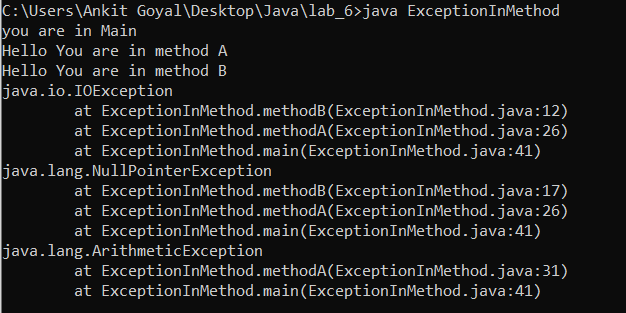 C:\Users\Ankit Goyal\Desktop\Java\lab_6>java ExceptionInMethod
you are in Main
Hello You are in method A
Hello You are in method B
java.io.IOException
        at ExceptionInMethod.methodB(ExceptionInMethod.java:12)
        at ExceptionInMethod.methodA(ExceptionInMethod.java:26)
        at ExceptionInMethod.main(ExceptionInMethod.java:41)
java.lang.NullPointerException
        at ExceptionInMethod.methodB(ExceptionInMethod.java:17)
        at ExceptionInMethod.methodA(ExceptionInMethod.java:26)
        at ExceptionInMethod.main(ExceptionInMethod.java:41)
java.lang.ArithmeticException
        at ExceptionInMethod.methodA(ExceptionInMethod.java:31)
        at ExceptionInMethod.main(ExceptionInMethod.java:41)